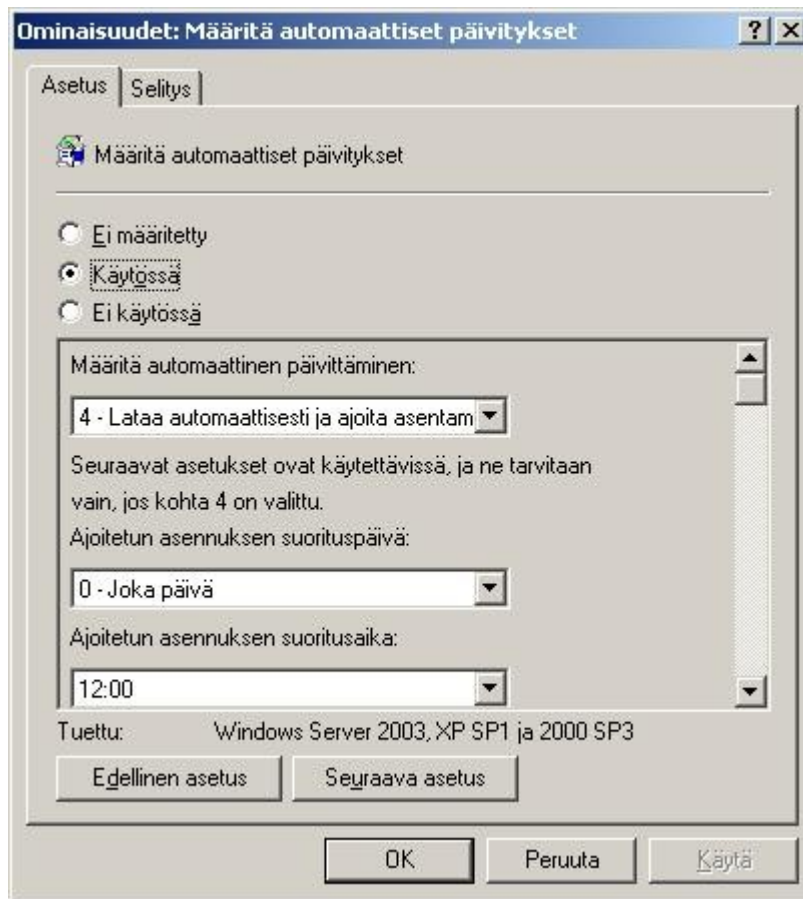 Ominaisuudet: Määritä automaattiset päivitykset
Asetus Selitys
Määritä automaattiset päivitykset
Ei määritetty
Käytössä
Ei käytössä
Määritä automaattinen päivittäminen:
4 - Lataa automaattisesti ja ajoita asentam
Seuraavat asetukset ovat käytettävissä, ja ne tarvitaan
vain, jos kohta 4 on valittu.
Ajoitetun asennuksen suorituspäivä:
0 - Joka päivä
Ajoitetun asennuksen suoritusaika:
12:00
Tuettu: Windows Server 2003, XP SP1 ja 2000 SP3
Edellinen asetus Seuraava asetus
OK Peruuta Käytä